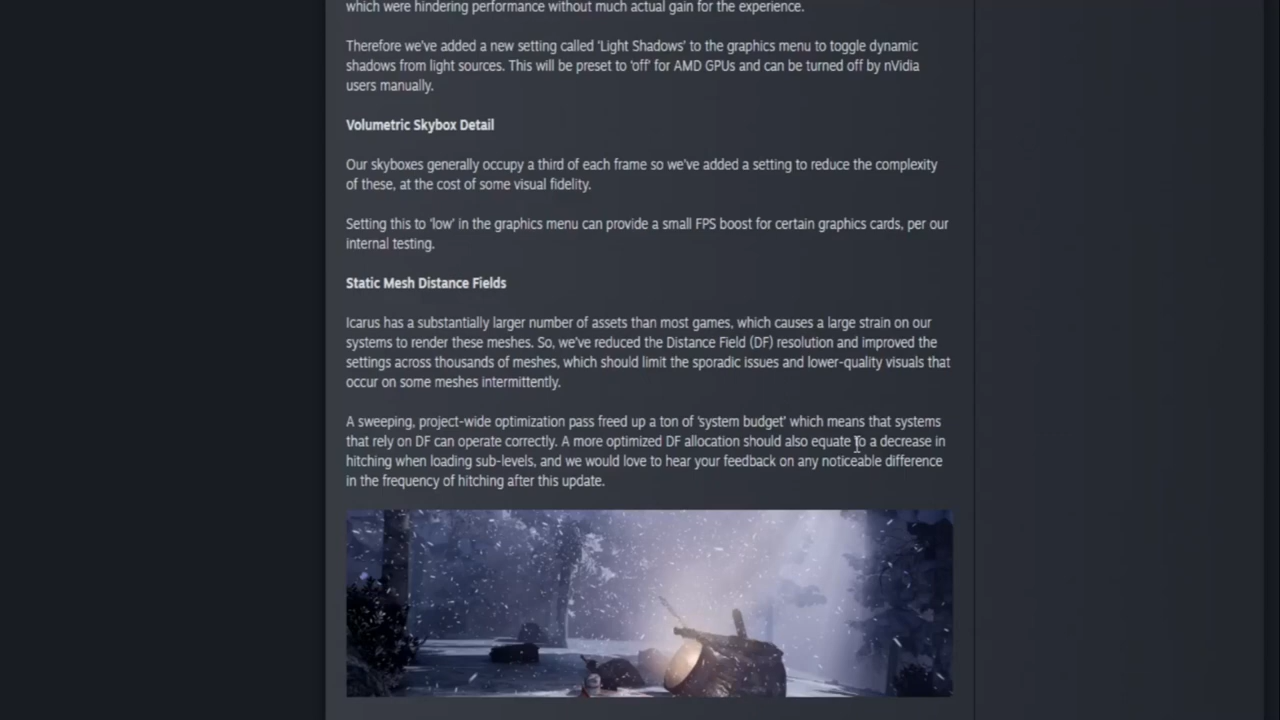 which were hindering performance without much actual gain for the experience.
Therefore we've added a new setting called 'Light Shadows' to the graphics menu to toggle dynamic
shadows from light sources. This will be preset to 'off' for AMD GPUs and can be turned off by nVidia
users manually.
Volumetric Skybox Detail
Our skyboxes generally occupy a third of each frame so we've added a setting to reduce the complexity
of these, at the cost of some visual fidelity.
Setting this to 'low' in the graphics menu can provide a small FPS boost for certain graphics cards, per our
internal testing.
Static Mesh Distance Fields
Icarus has a substantially larger number of assets than most games, which causes a large strain on our
systems to render these meshes. So, we've reduced the Distance Field (DF) resolution and improved the
settings across thousands of meshes, which should limit the sporadic issues and lower-quality visuals that
occur on some meshes intermittently.
A sweeping, project-wide optimization pass freed up a ton of 'system budget' which means that systems
that rely on DF can operate correctly. A more optimized DF allocation should also equate to a decrease in
hitching when loading sub-levels, and we would love to hear your feedback on any noticeable difference
in the frequency of hitching after this update.